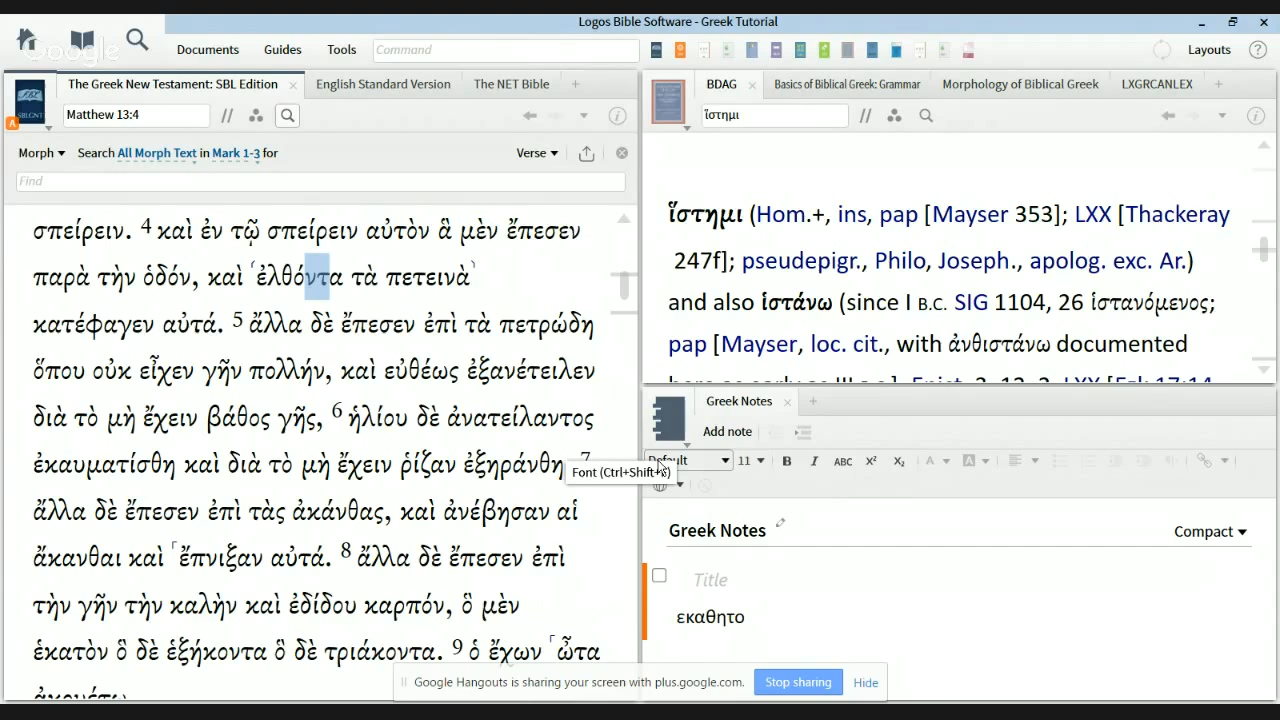 Logos Bible Software - Greek Tutorial
Google
Documents Guides Tools Command Layouts
The Greek New Testament: SBL Edition English Standard Version The NET Bible
SBLGNT
A
Matthew 13:4
Morph Search All Morph Text in Mark 1-3 for Verse
Find
σπείρειν. 4 καὶ ἐν τῷ σπείρειν αὐτὸν ἃ μὲν ἔπεσεν
παρὰ τὴν ὁδόν, καὶ ⸂ἐλθόντα τὰ πετεινὰ⸃
κατέφαγεν αὐτά. 5 ἄλλα δὲ ἔπεσεν ἐπὶ τὰ πετρώδη
ὅπου οὐκ εἶχεν γῆν πολλήν, καὶ εὐθέως ἐξανέτειλεν
διὰ τὸ μὴ ἔχειν βάθος γῆς, 6 ἡλίου δὲ ἀνατείλαντος
ἐκαυματίσθη καὶ διὰ τὸ μὴ ἔχειν ῥίζαν ἐξηράνθη. 7
ἄλλα δὲ ἔπεσεν ἐπὶ τὰς ἀκάνθας, καὶ ἀνέβησαν αἱ
ἄκανθαι καὶ ⸀ἔπνιξαν αὐτά. 8 ἄλλα δὲ ἔπεσεν ἐπὶ
τὴν γῆν τὴν καλὴν καὶ ἐδίδου καρπόν, ὃ μὲν
ἑκατὸν ὃ δὲ ἑξήκοντα ὃ δὲ τριάκοντα. 9 ὁ ἔχων ⸀ὦτα
BDAG Basics of Biblical Greek: Grammar Morphology of Biblical Greek LXGRCANLEX
ἵστημι
ἵστημι (Hom.+, ins, pap [Mayser 353]; LXX [Thackeray
247f]; pseudepigr., Philo, Joseph., apolog. exc. Ar.)
and also ἱστάνω (since I B.C. SIG 1104, 26 ἱστανόμενος;
pap [Mayser, loc. cit., with ἀνθιστάνω documented
Greek Notes
Add note
Default 11 B I ABC X² X₂ A A
Font (Ctrl+Shift+
Greek Notes Compact
Title
εκαθητο
Google Hangouts is sharing your screen with plus.google.com. Stop sharing Hide